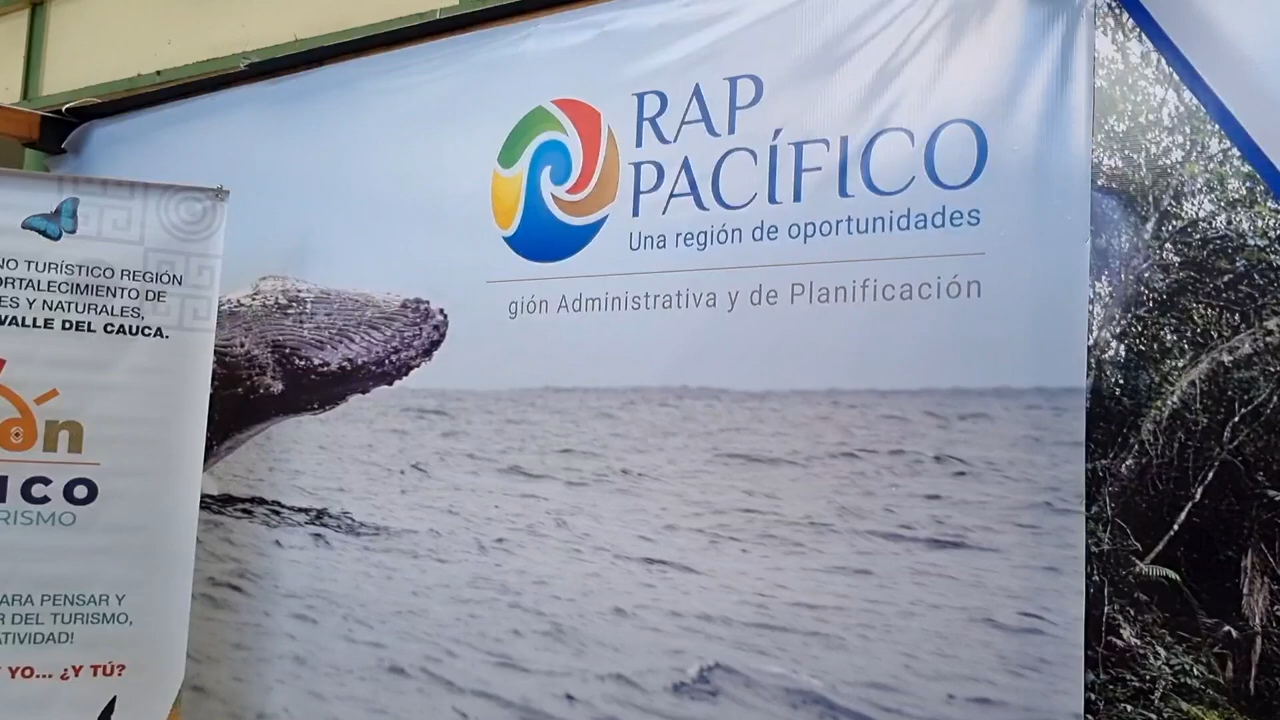 RAP
PACÍFICO
Una región de oportunidades
gión Administrativa y de Planificación
NO TURÍSTICO REGIÓN
ORTALECIMIENTO DE
ES Y NATURALES,
VALLE DEL CAUCA.
ón
ICO
RISMO
ARA PENSAR Y
R DEL TURISMO,
ATIVIDAD!
YO... ¿Y TÚ?